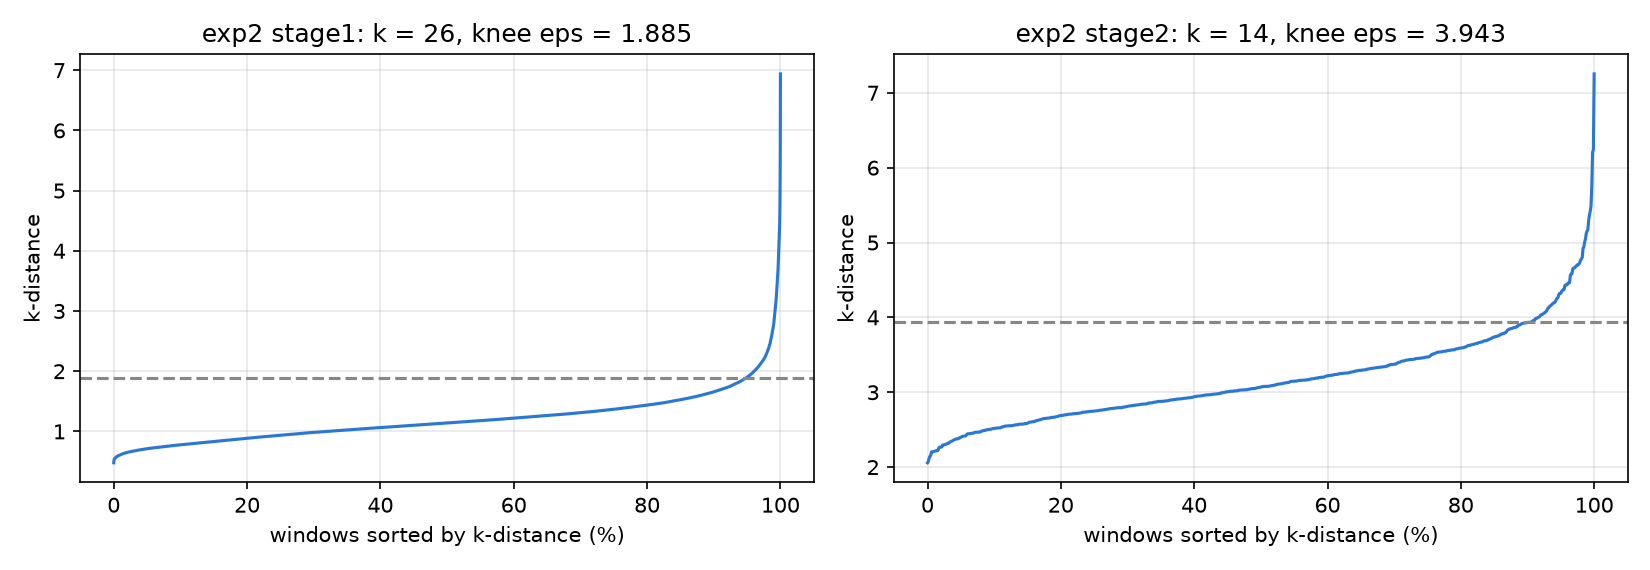 exp2 stage1: k = 26, knee eps = 1.885
k-distance
7
6
5
4
3
2
1
0 20 40 60 80 100
windows sorted by k-distance (%)
exp2 stage2: k = 14, knee eps = 3.943
k-distance
7
6
5
4
3
2
0 20 40 60 80 100
windows sorted by k-distance (%)